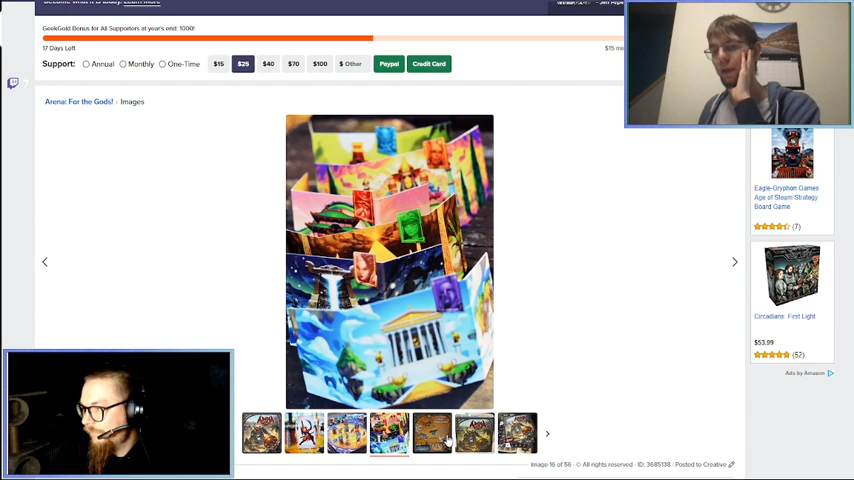 GeekGold Bonus for All Supporters at year's end: 1000!
17 Days Left
$15 min
Support: Annual Monthly One-Time $15 $25 $40 $70 $100 $ Other Paypal Credit Card
Arena: For the Gods! › Images
Eagle-Gryphon Games
Age of Steam Strategy
Board Game
(7)
Circadians: First Light
$53.99
(52)
Ads by Amazon
Image 16 of 56 · © All rights reserved · ID: 3685138 · Posted to Creative